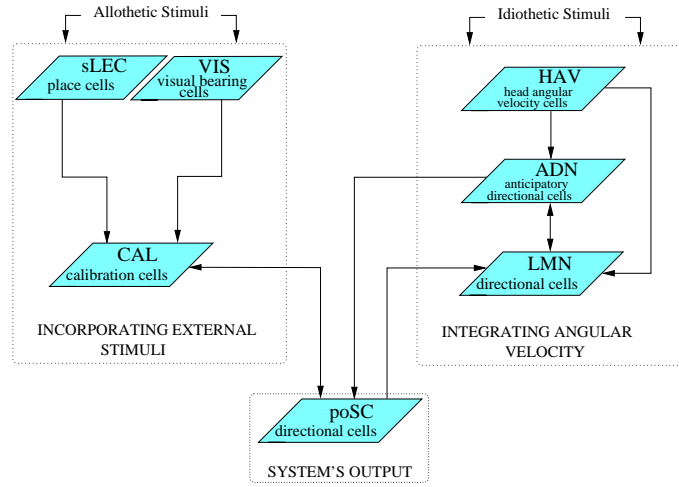 Allothetic Stimuli
Idiothetic Stimuli
sLEC
place cells
VIS
visual bearing
cells
HAV
head angular
velocity cells
ADN
anticipatory
directional cells
CAL
calibration cells
LMN
directional cells
INCORPORATING EXTERNAL
STIMULI
INTEGRATING ANGULAR
VELOCITY
poSC
directional cells
SYSTEM'S OUTPUT